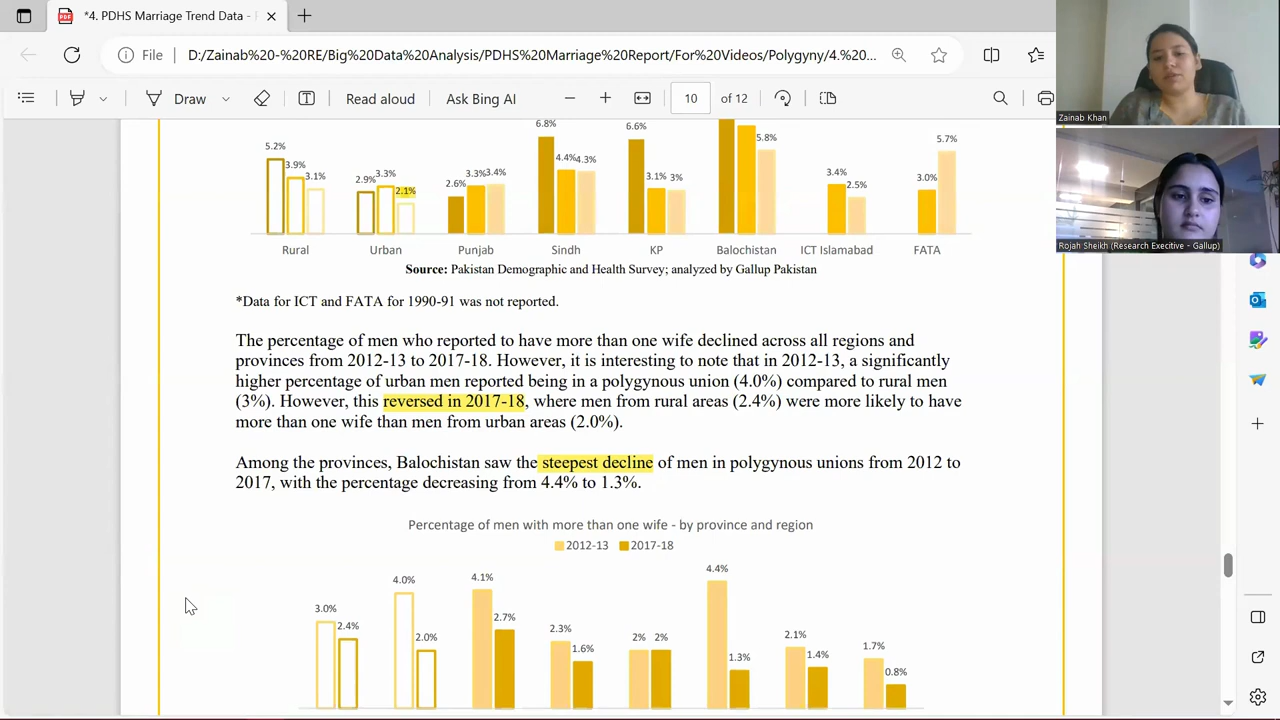 *4. PDHS Marriage Trend Data -
File
D:/Zainab%20-%20RE/Big%20Data%20Analysis/PDHS%20Marriage%20Report/For%20Videos/Polygyny/4.%20...
Draw
Read aloud
Ask Bing AI
10 of 12
Zainab Khan
Rojah Sheikh (Research Execitive - Gallup)
5.2% 3.9% 3.1% 2.9% 3.3% 2.1% 2.6% 3.3% 3.4% 6.8% 4.4% 4.3% 6.6% 3.1% 3% 5.8% 3.4% 2.5% 3.0% 5.7%
Rural Urban Punjab Sindh KP Balochistan ICT Islamabad FATA
Source: Pakistan Demographic and Health Survey; analyzed by Gallup Pakistan
*Data for ICT and FATA for 1990-91 was not reported.
The percentage of men who reported to have more than one wife declined across all regions and
provinces from 2012-13 to 2017-18. However, it is interesting to note that in 2012-13, a significantly
higher percentage of urban men reported being in a polygynous union (4.0%) compared to rural men
(3%). However, this reversed in 2017-18, where men from rural areas (2.4%) were more likely to have
more than one wife than men from urban areas (2.0%).
Among the provinces, Balochistan saw the steepest decline of men in polygynous unions from 2012 to
2017, with the percentage decreasing from 4.4% to 1.3%.
Percentage of men with more than one wife - by province and region
2012-13 2017-18
3.0% 2.4% 4.0% 2.0% 4.1% 2.7% 2.3% 1.6% 2% 2% 4.4% 1.3% 2.1% 1.4% 1.7% 0.8%